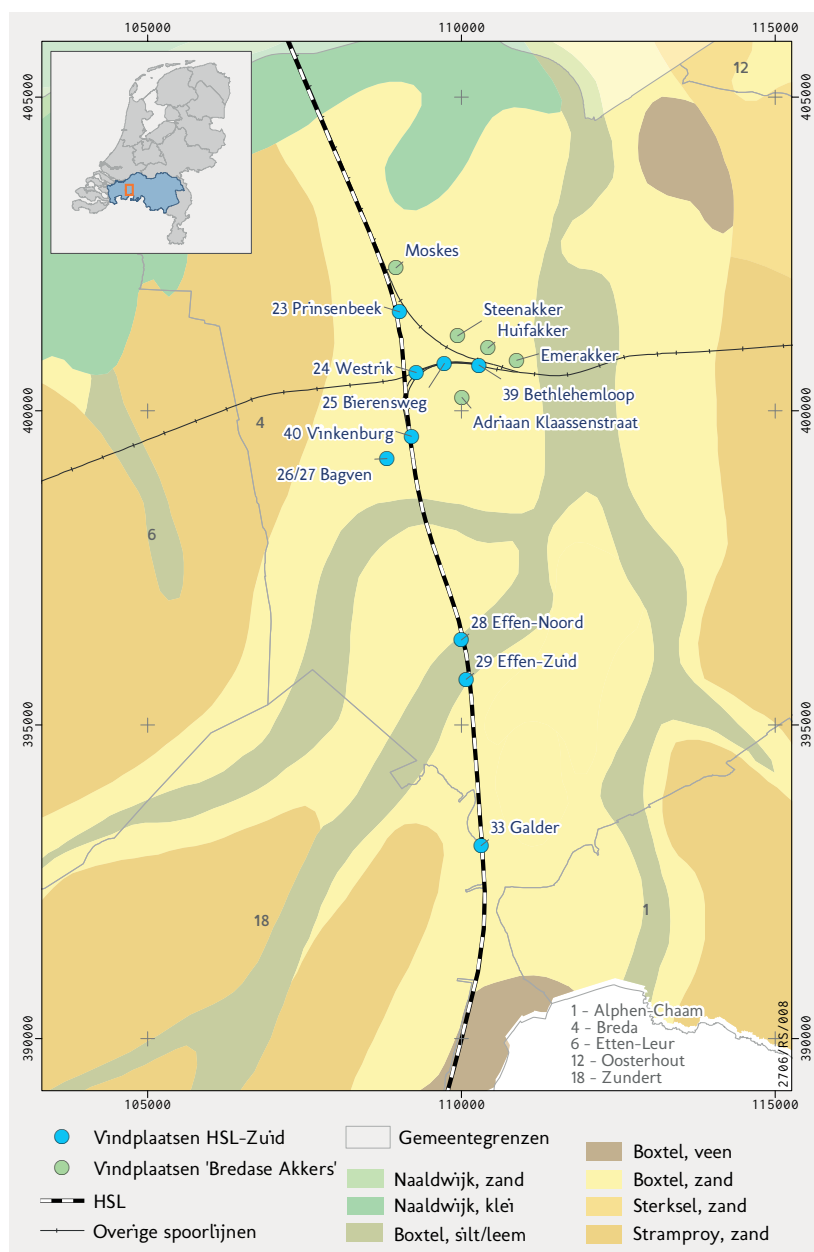 105000
110000
115000
405000
405000
12
Moskes
23 Prinsenbeek
Steenakker
Huifakker
Emerakker
24 Westrik
25 Bierensweg
39 Bethlehemloop
400000
400000
4
Adriaan Klaassenstraat
40 Vinkenburg
26/27 Bagven
6
28 Effen-Noord
29 Effen-Zuid
395000
395000
33 Galder
18
1
1 - Alphen-Chaam
4 - Breda
6 - Etten-Leur
12 - Oosterhout
18 - Zundert
2706/RS/008
390000
390000
105000
110000
115000
Vindplaatsen HSL-Zuid
Vindplaatsen 'Bredase Akkers'
HSL
Overige spoorlijnen
Gemeentegrenzen
Naaldwijk, zand
Naaldwijk, klei
Boxtel, silt/leem
Boxtel, veen
Boxtel, zand
Sterksel, zand
Stramproy, zand